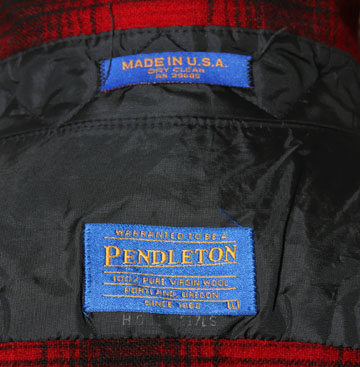 MADE IN U.S.A.
DRY CLEAN
RN 29685
WARRANTED TO BE A
PENDLETON
100% PURE VIRGIN WOOL
PORTLAND, OREGON
SINCE 1863
L